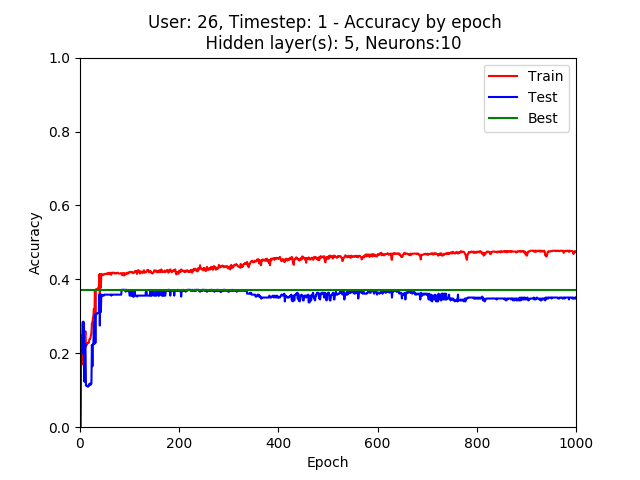 User: 26, Timestep: 1 - Accuracy by epoch
Hidden layer(s): 5, Neurons:10
Train
Test
Best
1.0
0.8
0.6
0.4
0.2
0.0
Accuracy
0
200
400
600
800
1000
Epoch